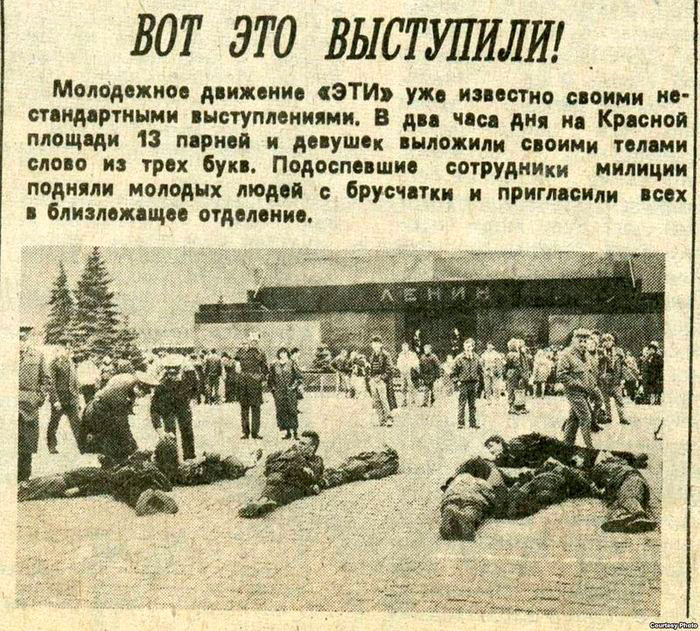 ВОТ ЭТО ВЫСТУПИЛИ!
Молодежное движение «ЭТИ» уже известно своими не-
стандартными выступлениями. В два часа дня на Красной
площади 13 парней и девушек выложили своими телами
слово из трех букв. Подоспевшие сотрудники милиции
подняли молодых людей с брусчатки и пригласили всех
в близлежащее отделение.
ЛЕНИН
Courtesy Photo